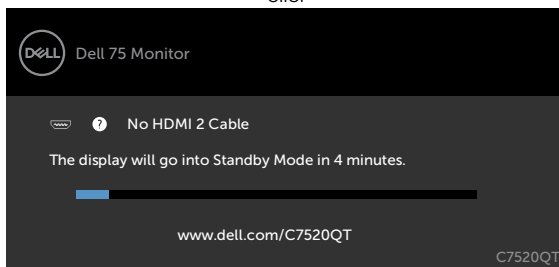 DELL
Dell 75 Monitor
? No HDMI 2 Cable
The display will go into Standby Mode in 4 minutes.
www.dell.com/C7520QT
C7520QT